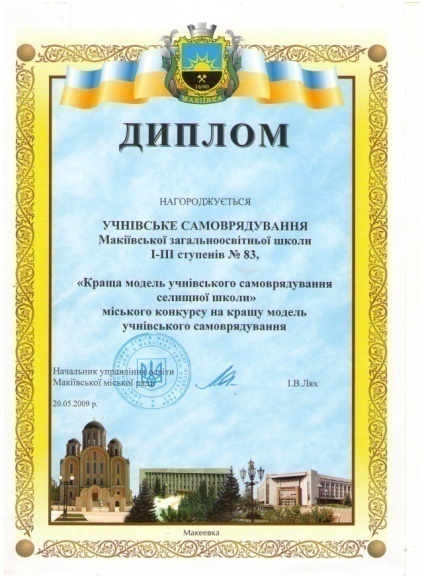 1690
МАКІЇВКА
ДИПЛОМ
НАГОРОДЖУЄТЬСЯ
УЧНІВСЬКЕ САМОВРЯДУВАННЯ
Макіївської загальноосвітньої школи
І-ІІІ ступенів № 83,
«Краща модель учнівського самоврядування
селищної школи»
міського конкурсу на кращу модель
учнівського самоврядування
Начальник управління освіти
Макіївської міської ради
І.В.Лях
20.05.2009 р.
Макеевка